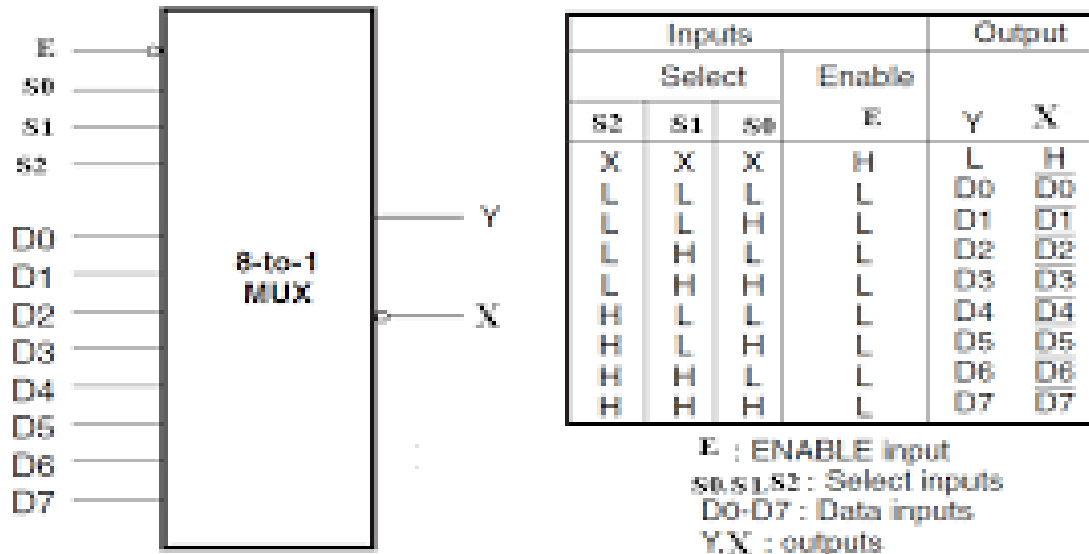 E
S0
S1
S2
D0
D1
D2
D3
D4
D5
D6
D7
8-to-1
MUX
Y
X
Inputs Output
Select Enable
S2 S1 S0 E Y X
X X X H L H
L L L L D0 D0
L L H L D1 D1
L H L L D2 D2
L H H L D3 D3
H L L L D4 D4
H L H L D5 D5
H H L L D6 D6
H H H L D7 D7
E : ENABLE input
S0,S1,S2 : Select inputs
D0-D7 : Data inputs
Y,X : outputs